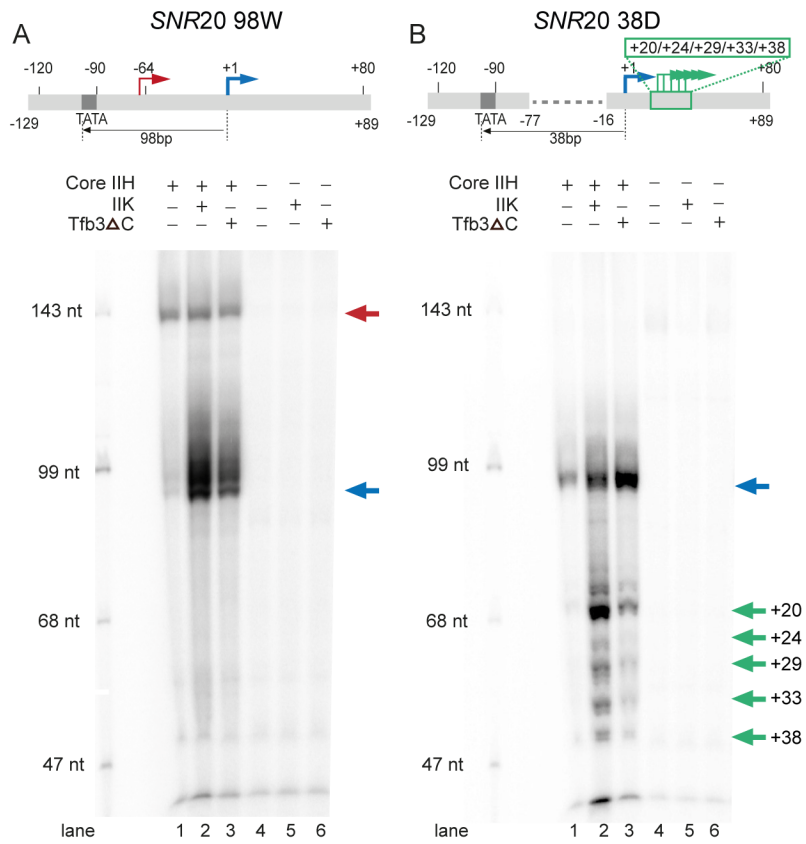 A
SNR20 98W
-120 -90 -64 +1 +80
-129 TATA 98bp +89
Core IIH + + + – – –
IIK – + – – + –
Tfb3ΔC – – + – – +
143 nt
99 nt
68 nt
47 nt
lane 1 2 3 4 5 6
B
SNR20 38D
+20/+24/+29/+33/+38
-120 -90 +1 +80
-129 TATA -77 -16 +89
38bp
Core IIH + + + – – –
IIK – + – – + –
Tfb3ΔC – – + – – +
143 nt
99 nt
+20
68 nt
+24
+29
+33
+38
47 nt
lane 1 2 3 4 5 6